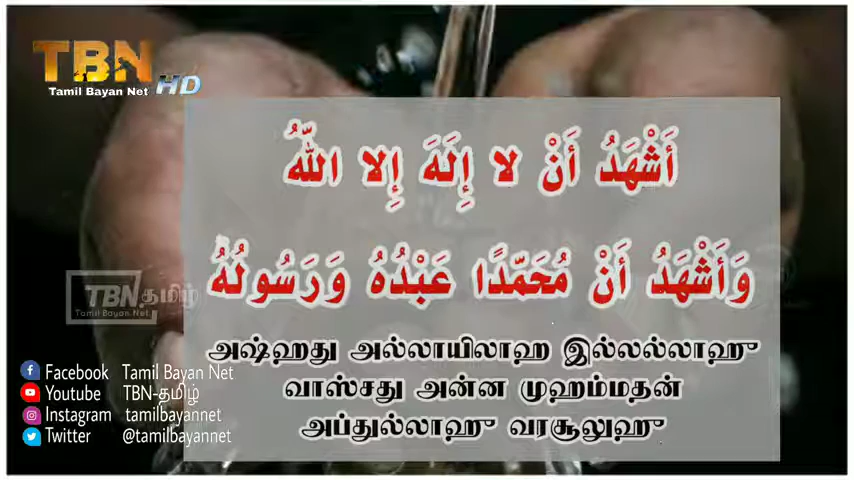 TBN HD
Tamil Bayan Net
أَشْهَدُ أَنْ لا إِلَهَ إِلا اللَّهُ
وَأَشْهَدُ أَنْ مُحَمَّدًا عَبْدُهُ وَرَسُولُهُ
அஷ்ஹது அல்லாயிலாஹ இல்லல்லாஹு
வாஸ்சது அன்ன முஹம்மதன்
அப்துல்லாஹு வரசூலுஹு
TBN தமிழ்
Tamil Bayan Net
Facebook Tamil Bayan Net
Youtube TBN-தமிழ்
Instagram tamilbayannet
Twitter @tamilbayannet